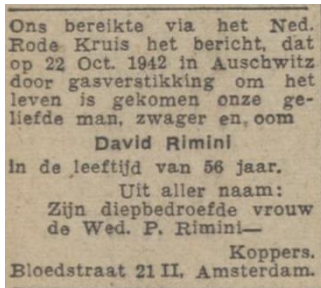 Ons bereikte via het Ned.
Rode Kruis het bericht, dat
op 22 Oct. 1942 in Auschwitz
door gasverstikking om het
leven is gekomen onze ge-
liefde man, zwager en oom
David Rimini
in de leeftijd van 56 jaar.
Uit aller naam:
Zijn diepbedroefde vrouw
de Wed. P. Rimini—
Koppers.
Bloedstraat 21 II, Amsterdam.